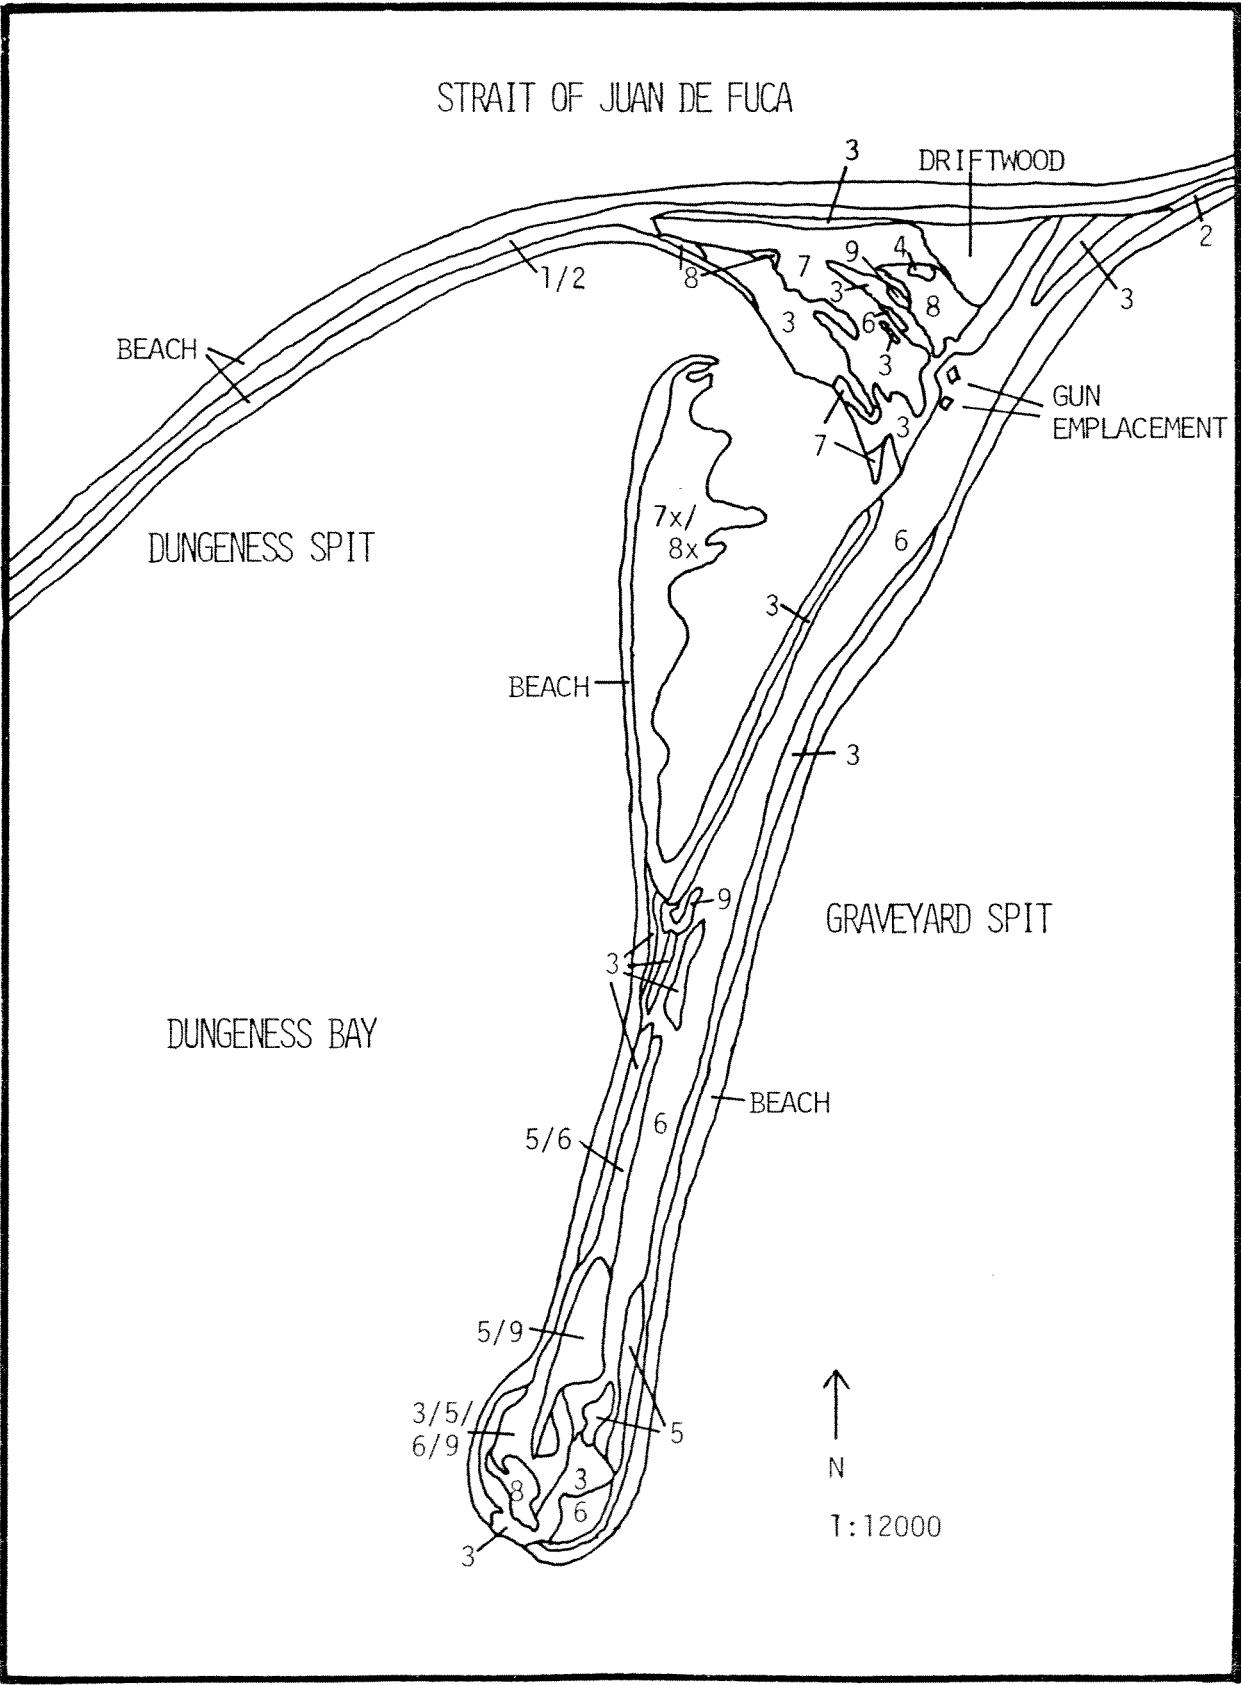 STRAIT OF JUAN DE FUCA
3
DRIFTWOOD
2
9
4
1/2
8
7
3
8
3
3
6
3
BEACH
GUN
EMPLACEMENT
7
3
7x/
8x
6
DUNGENESS SPIT
3
BEACH
3
9
GRAVEYARD SPIT
3
DUNGENESS BAY
BEACH
6
5/6
5/9
3/5/
6/9
5
3
8
6
3
N
1:12000